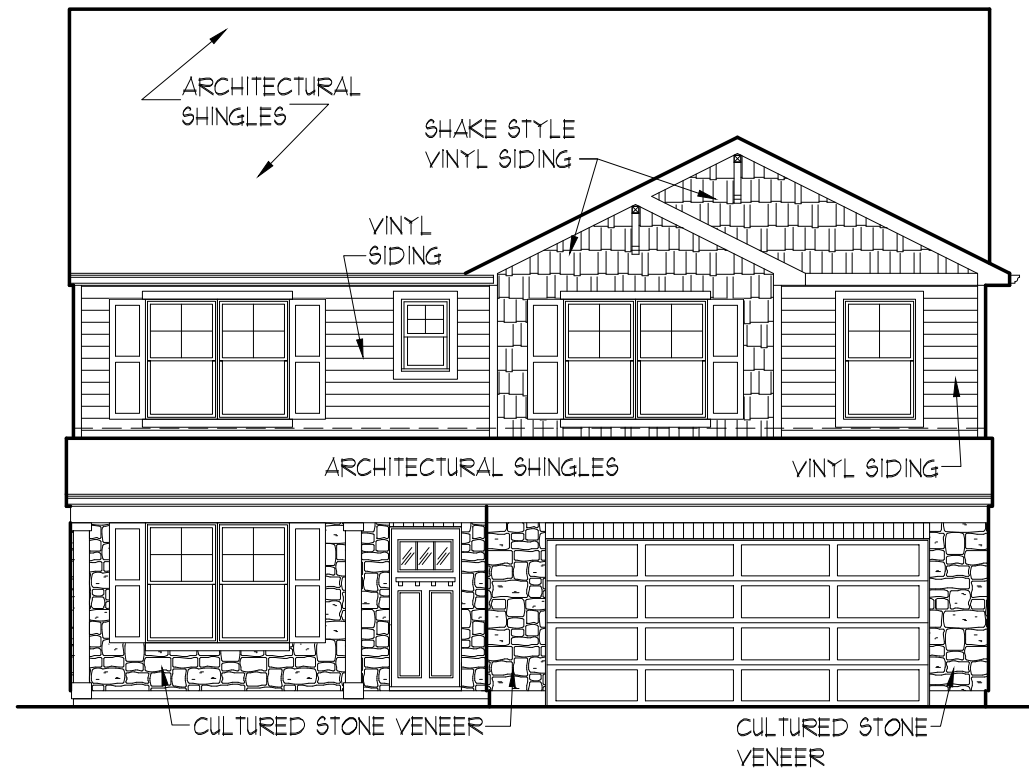 ARCHITECTURAL
SHINGLES
SHAKE STYLE
VINYL SIDING
VINYL
SIDING
ARCHITECTURAL SHINGLES
VINYL SIDING
CULTURED STONE VENEER
CULTURED STONE
VENEER